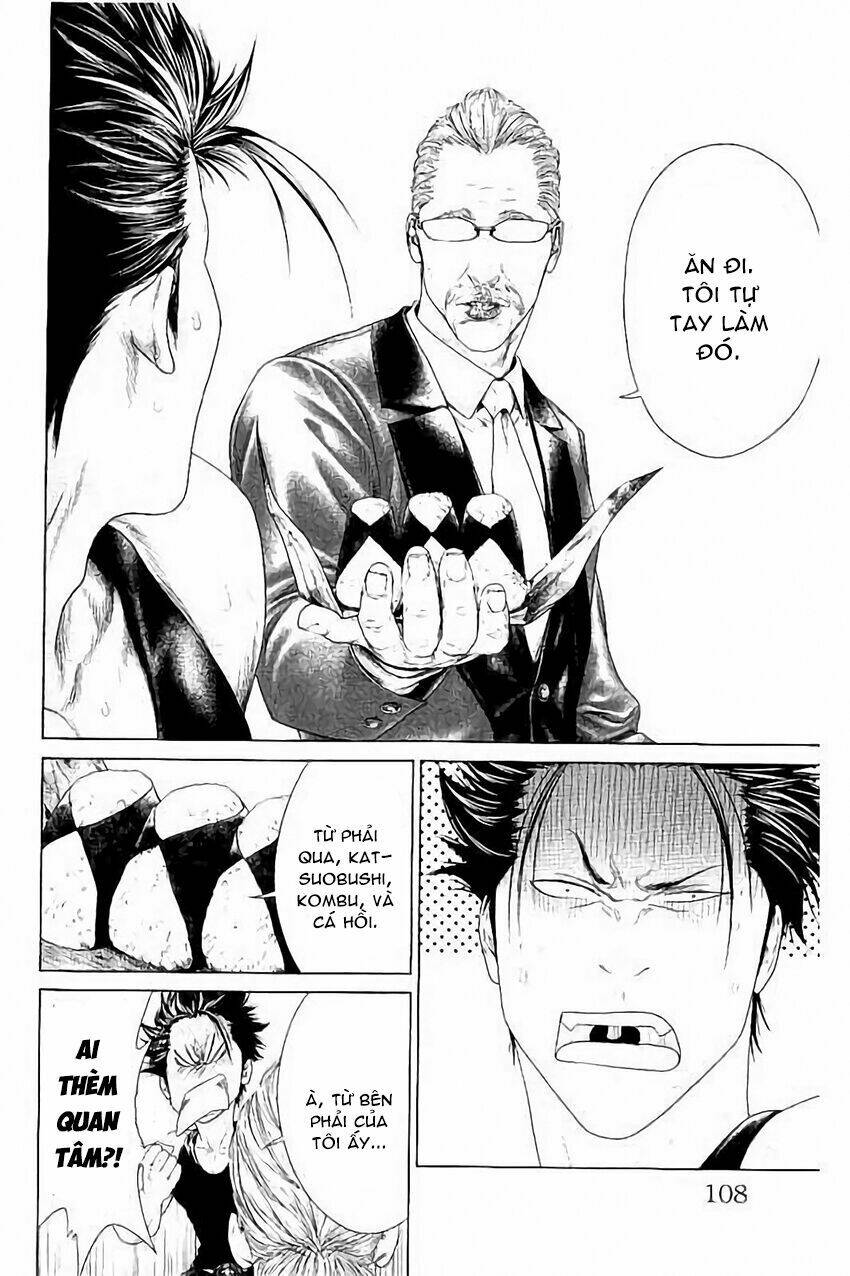 ĂN ĐI.
TÔI TỰ
TAY LÀM
ĐÓ.
TỪ PHẢI
QUA, KAT-
SUOBUSHI,
KOMBU, VÀ
CÁ HỒI.
À, TỪ BÊN
PHẢI CỦA
TÔI ẤY...
AI
THÈM
QUAN
TÂM?!
108